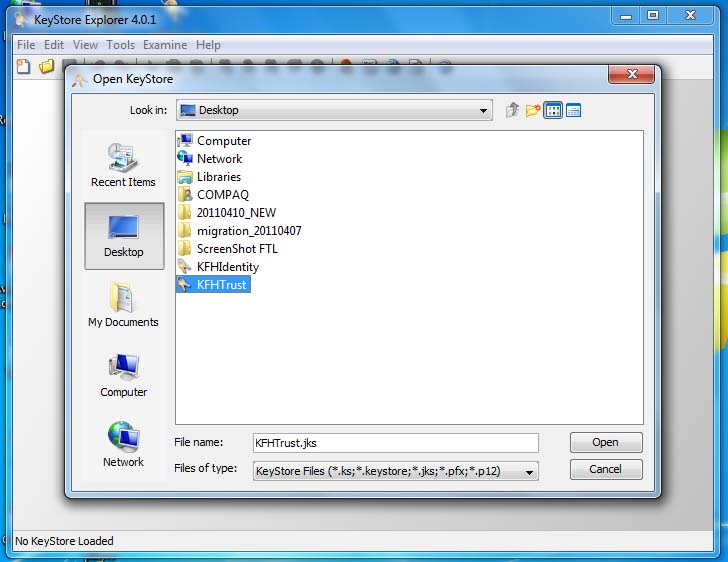 KeyStore Explorer 4.0.1
File Edit View Tools Examine Help
Open KeyStore
Look in: Desktop
Recent Items
Desktop
My Documents
Computer
Network
Computer
Network
Libraries
COMPAQ
20110410_NEW
migration_20110407
ScreenShot FTL
KFHIdentity
KFHTrust
File name: KFHTrust.jks Open
Files of type: KeyStore Files (*.ks;*.keystore;*.jks;*.pfx;*.p12) Cancel
No KeyStore Loaded